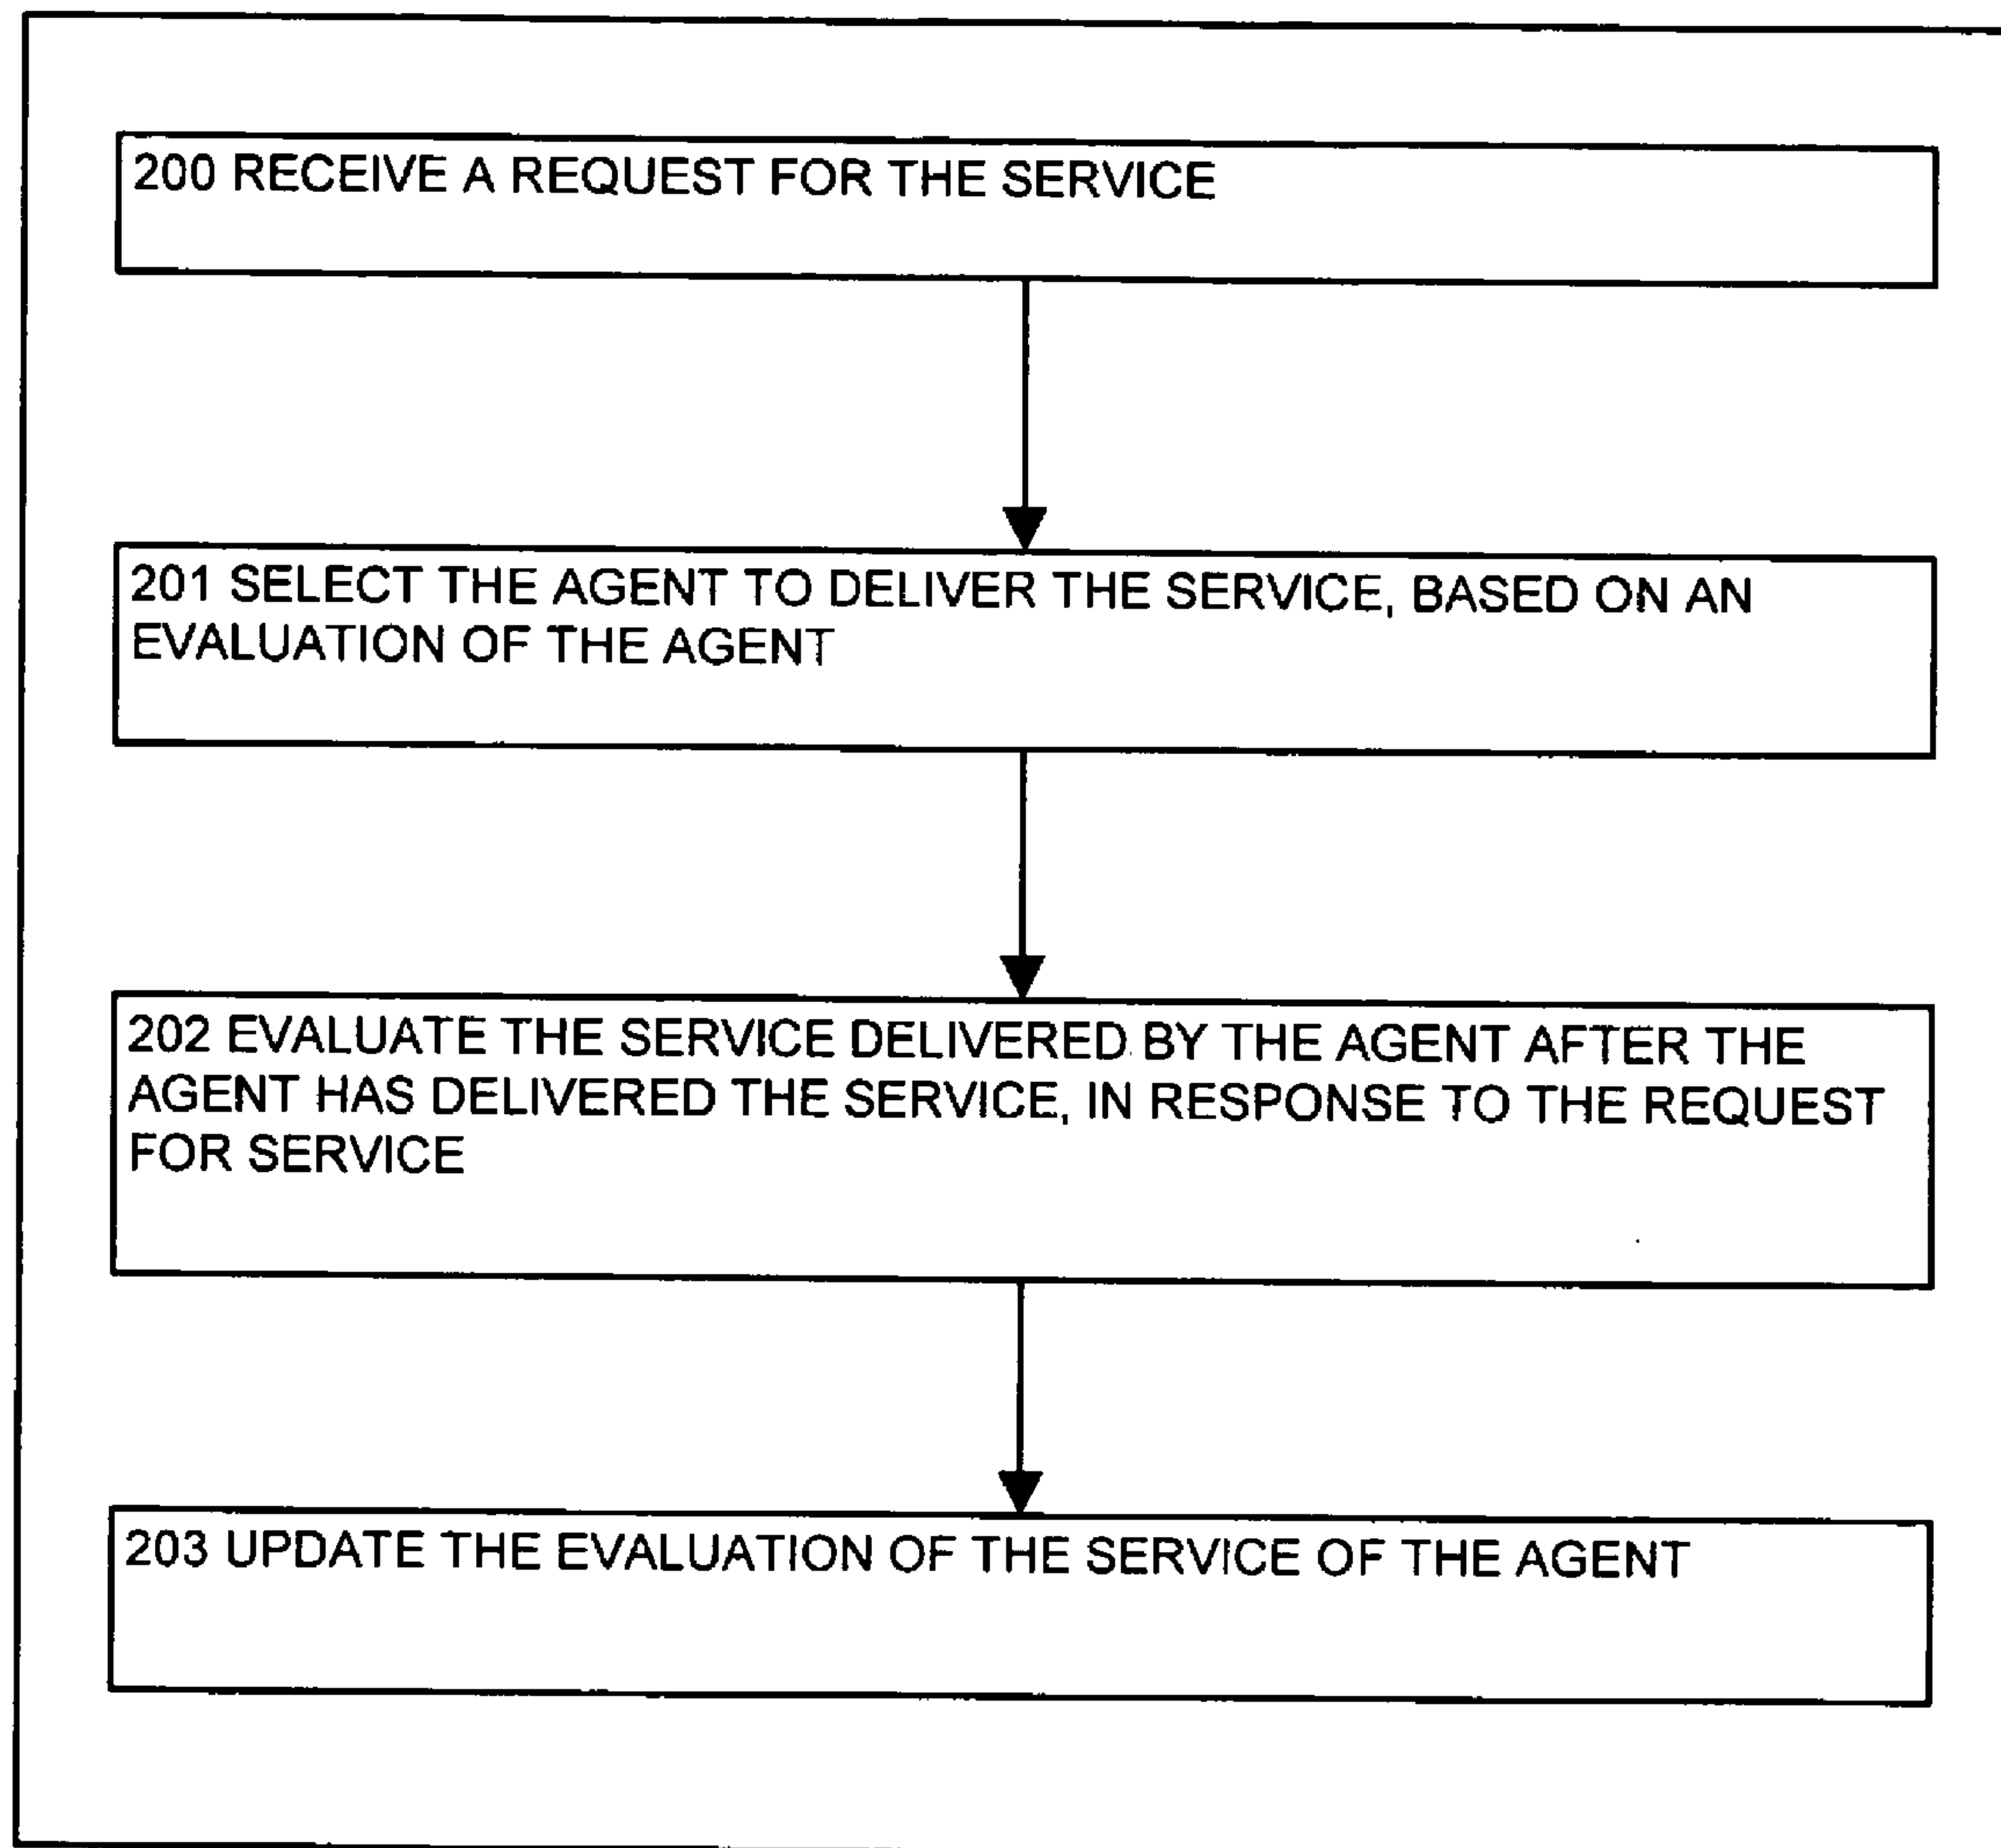 200 RECEIVE A REQUEST FOR THE SERVICE
201 SELECT THE AGENT TO DELIVER THE SERVICE, BASED ON AN
EVALUATION OF THE AGENT
202 EVALUATE THE SERVICE DELIVERED BY THE AGENT AFTER THE
AGENT HAS DELIVERED THE SERVICE, IN RESPONSE TO THE REQUEST
FOR SERVICE
203 UPDATE THE EVALUATION OF THE SERVICE OF THE AGENT